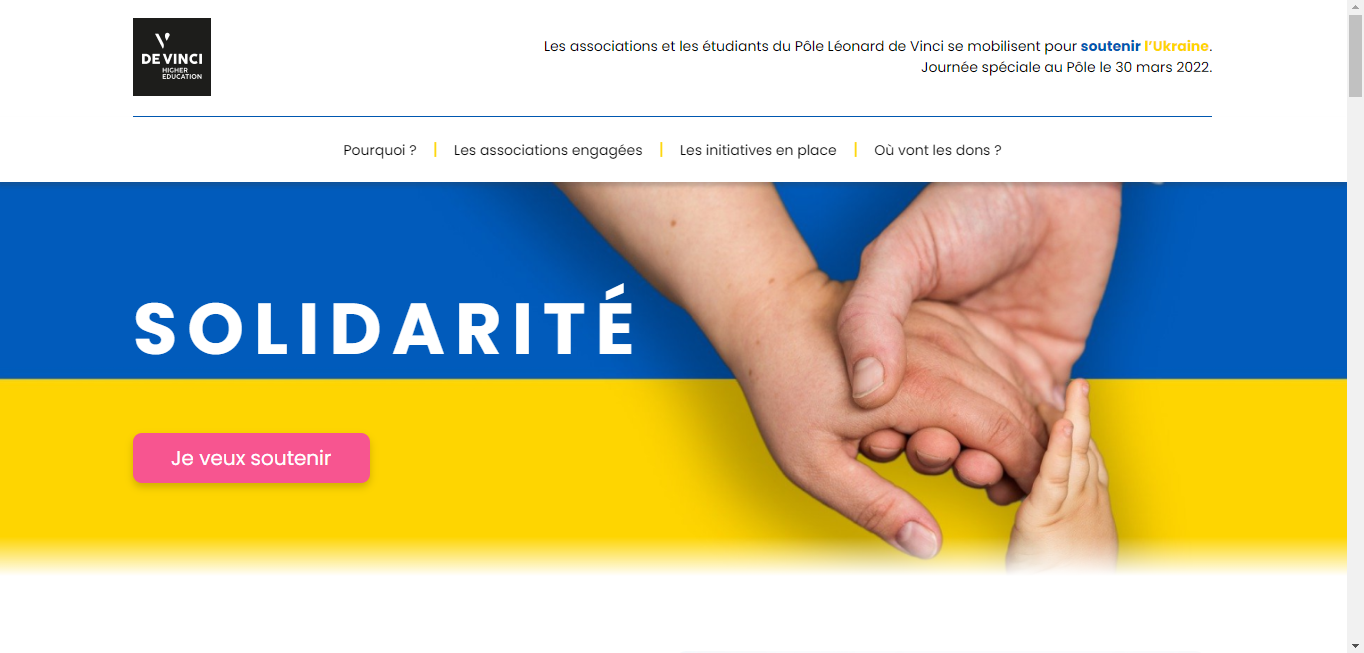 DE VINCI
HIGHER
EDUCATION
Les associations et les étudiants du Pôle Léonard de Vinci se mobilisent pour soutenir l’Ukraine.
Journée spéciale au Pôle le 30 mars 2022.
Pourquoi ? | Les associations engagées | Les initiatives en place | Où vont les dons ?
SOLIDARITÉ
Je veux soutenir